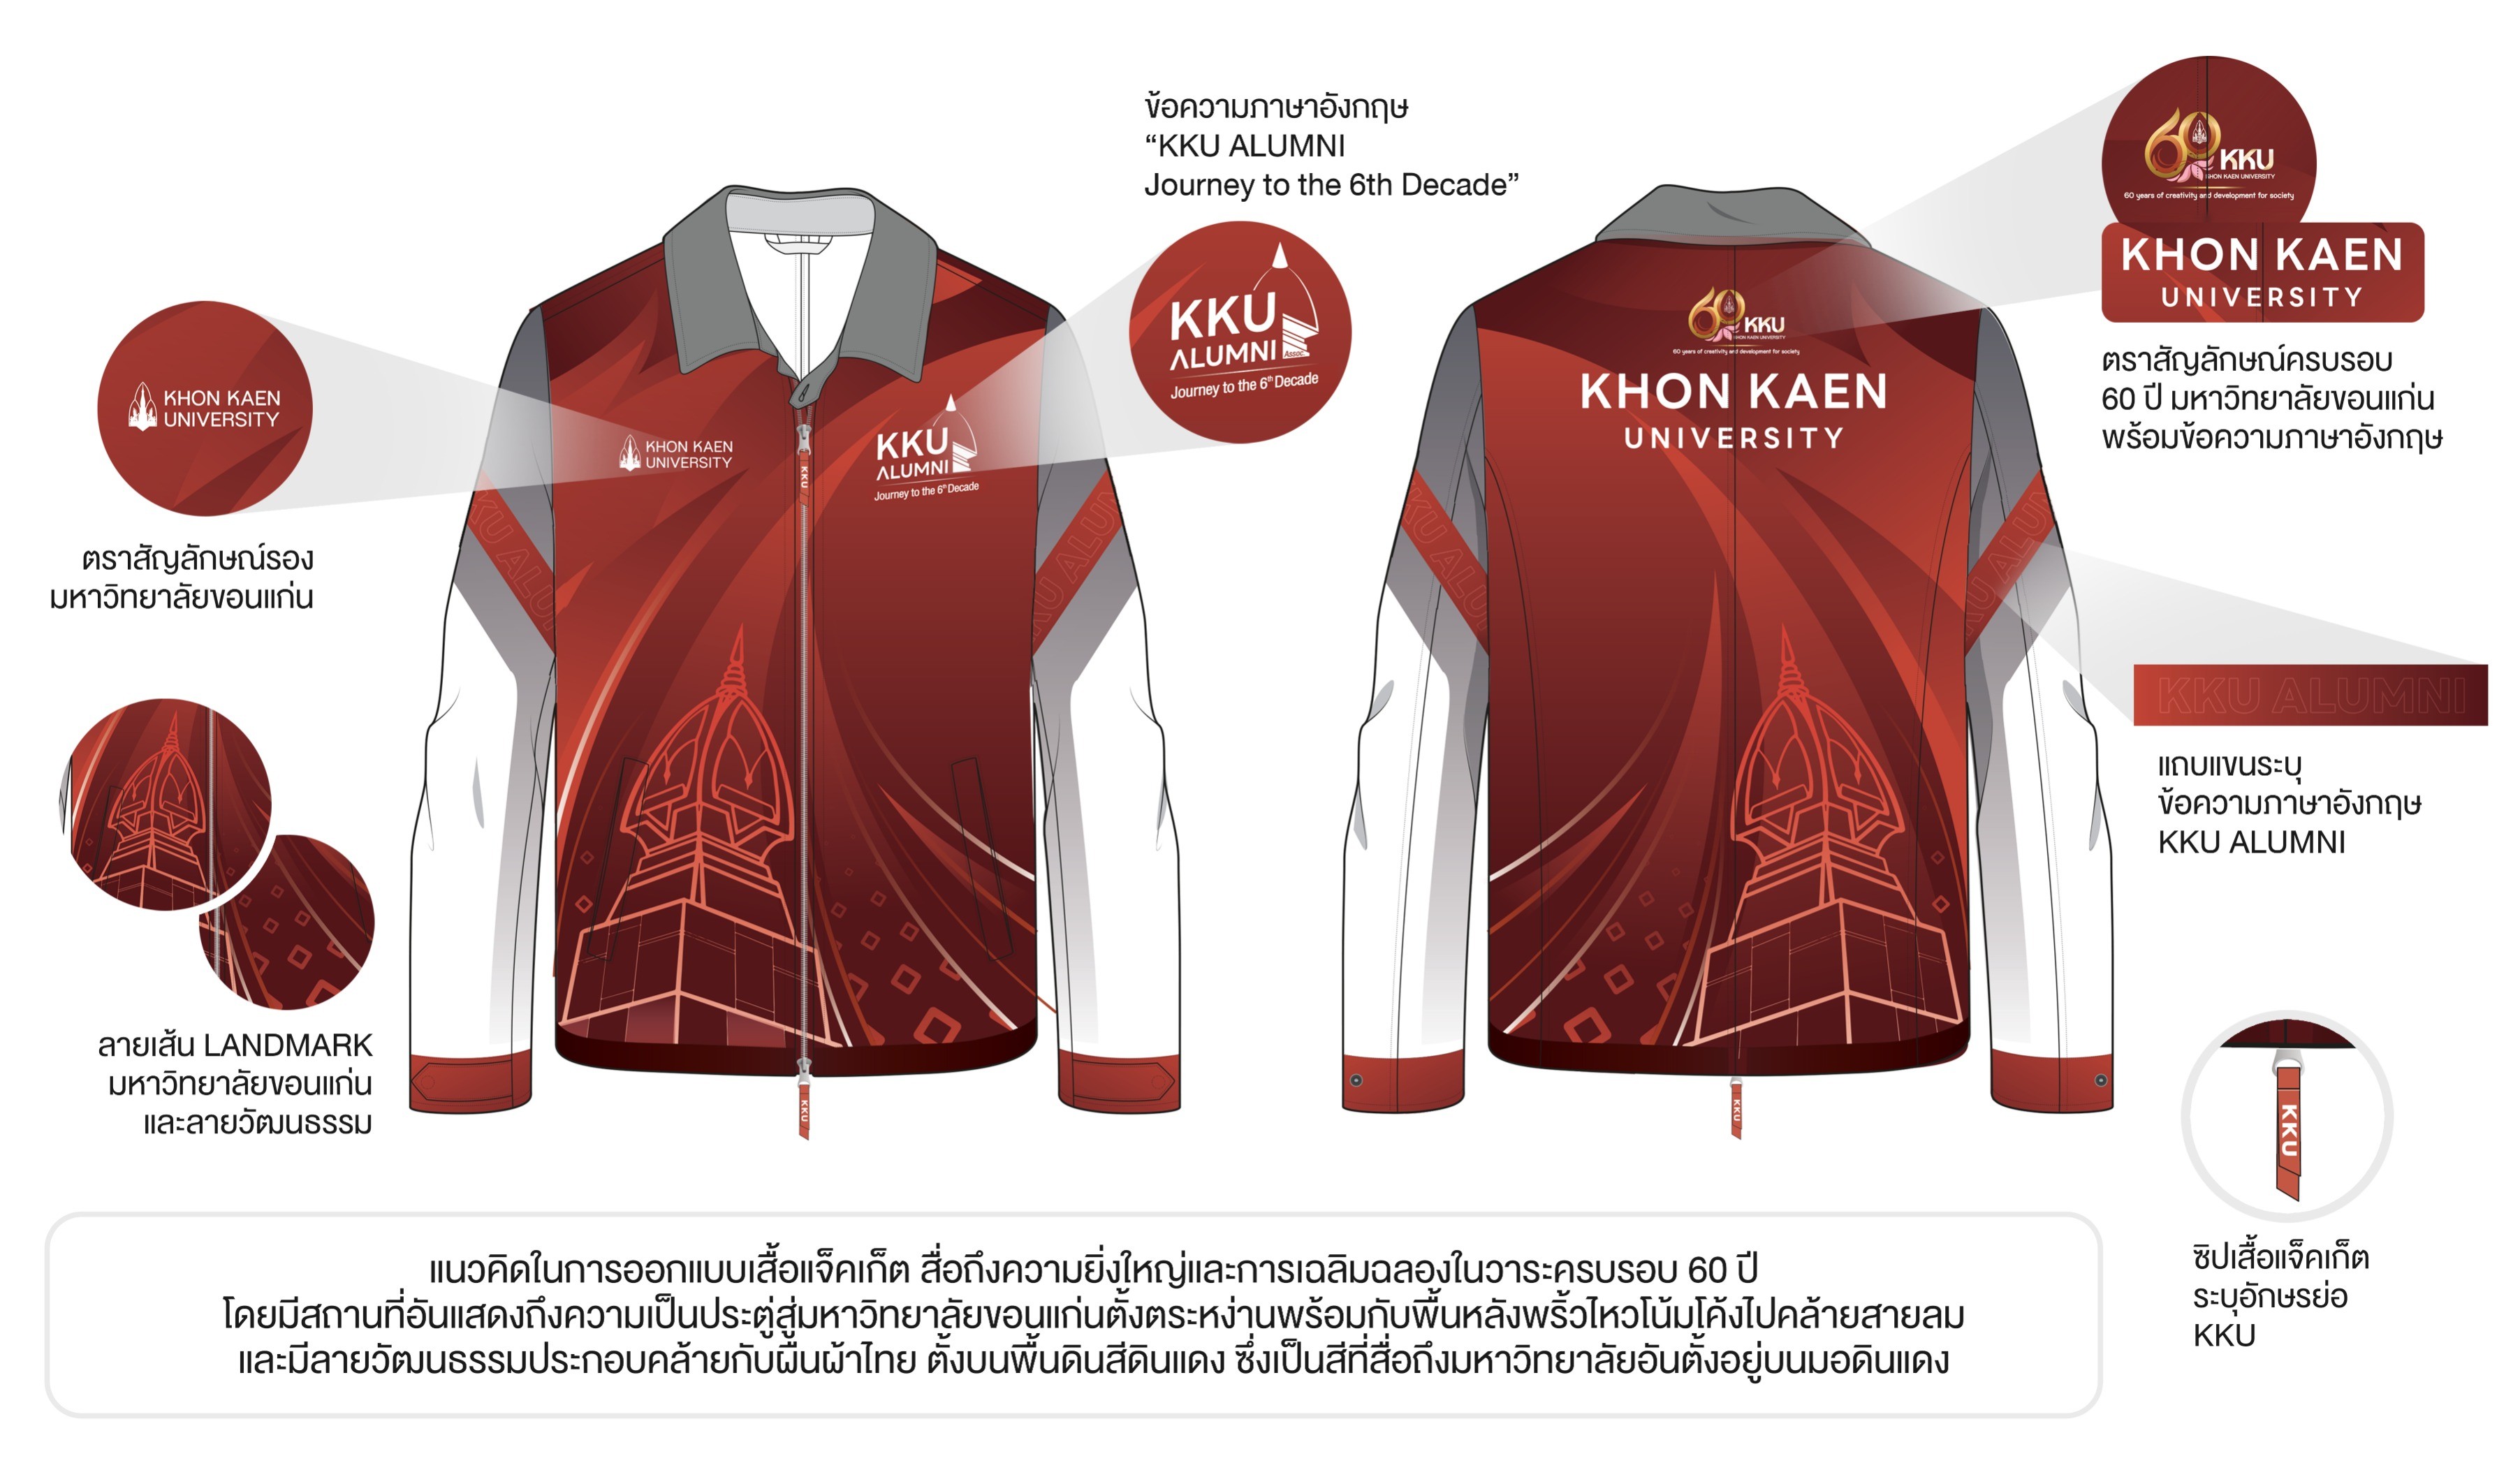 ข้อความภาษาอังกฤษ
“KKU ALUMNI
Journey to the 6th Decade”
KKU
ALUMNI
Assoc.
Journey to the 6th Decade
KHON KAEN
UNIVERSITY
ตราสัญลักษณ์รอง
มหาวิทยาลัยขอนแก่น
ลายเส้น LANDMARK
มหาวิทยาลัยขอนแก่น
และลายวัฒนธรรม
KHON KAEN
UNIVERSITY
KKU
KKU
ALUMNI
Journey to the 6th Decade
KU ALU
KU ALUM
KKU
60 KKU
KHON KAEN UNIVERSITY
60 years of creativity and development for society
KHON KAEN
UNIVERSITY
KU ALU
KU ALUM
KKU
60 KKU
KHON KAEN UNIVERSITY
60 years of creativity and development for society
KHON KAEN
UNIVERSITY
ตราสัญลักษณ์ครบรอบ
60 ปี มหาวิทยาลัยขอนแก่น
พร้อมข้อความภาษาอังกฤษ
KKU ALUMNI
แถบแขนระบุ
ข้อความภาษาอังกฤษ
KKU ALUMNI
KKU
ซิปเสื้อแจ็คเก็ต
ระบุอักษรย่อ
KKU
แนวคิดในการออกแบบเสื้อแจ็คเก็ต สื่อถึงความยิ่งใหญ่และการเฉลิมฉลองในวาระครบรอบ 60 ปี
โดยมีสถานที่อันแสดงถึงความเป็นประตู่สู่มหาวิทยาลัยขอนแก่นตั้งตระหง่านพร้อมกับพื้นหลังพริ้วไหวโน้มโค้งไปคล้ายสายลม
และมีลายวัฒนธรรมประกอบคล้ายกับผืนผ้าไทย ตั้งบนพื้นดินสีดินแดง ซึ่งเป็นสีที่สื่อถึงมหาวิทยาลัยอันตั้งอยู่บนมอดินแดง